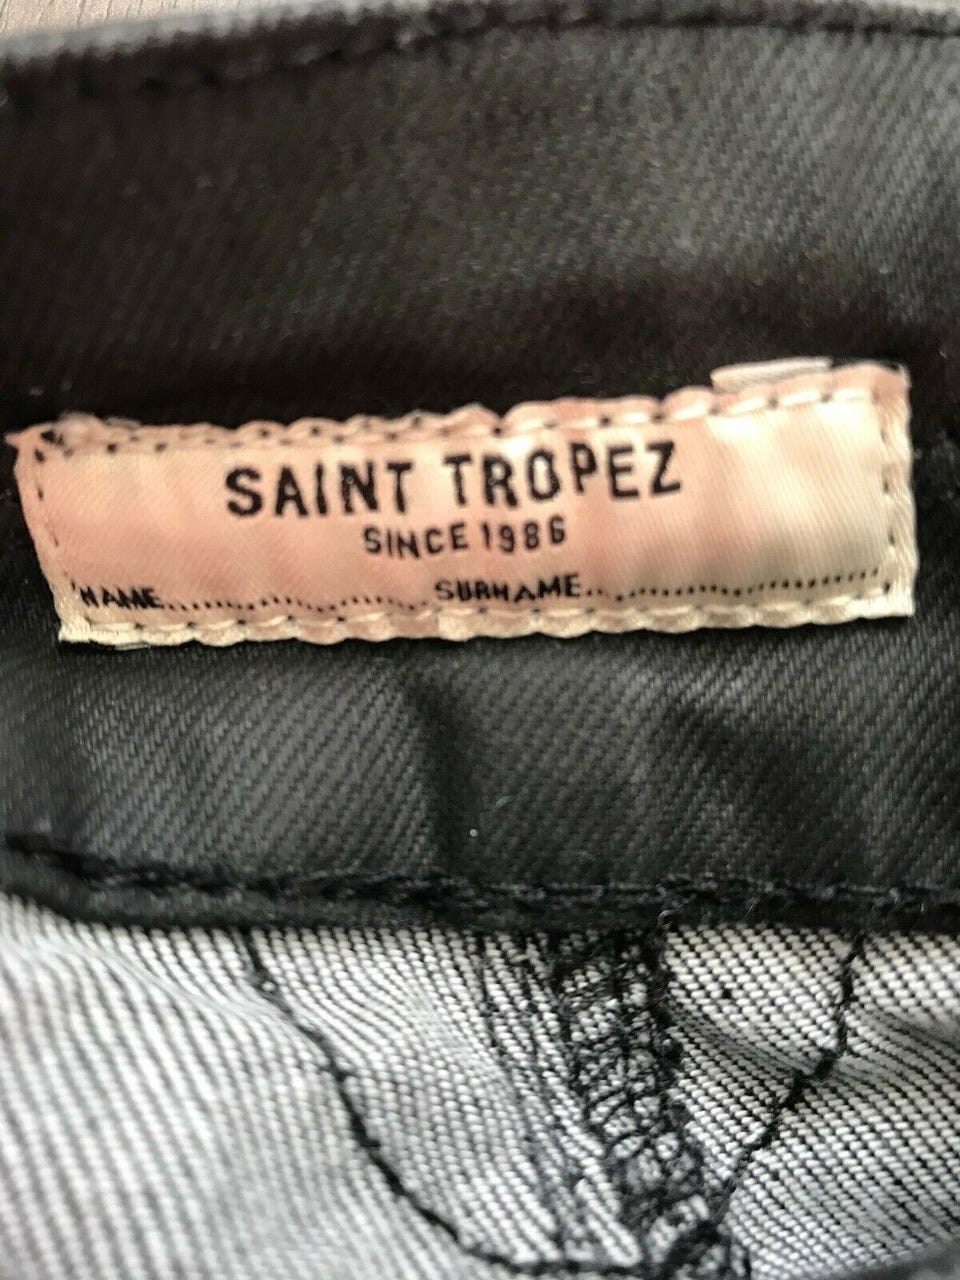 SAINT TROPEZ
SINCE 1986
NAME.................... SURNAME....................